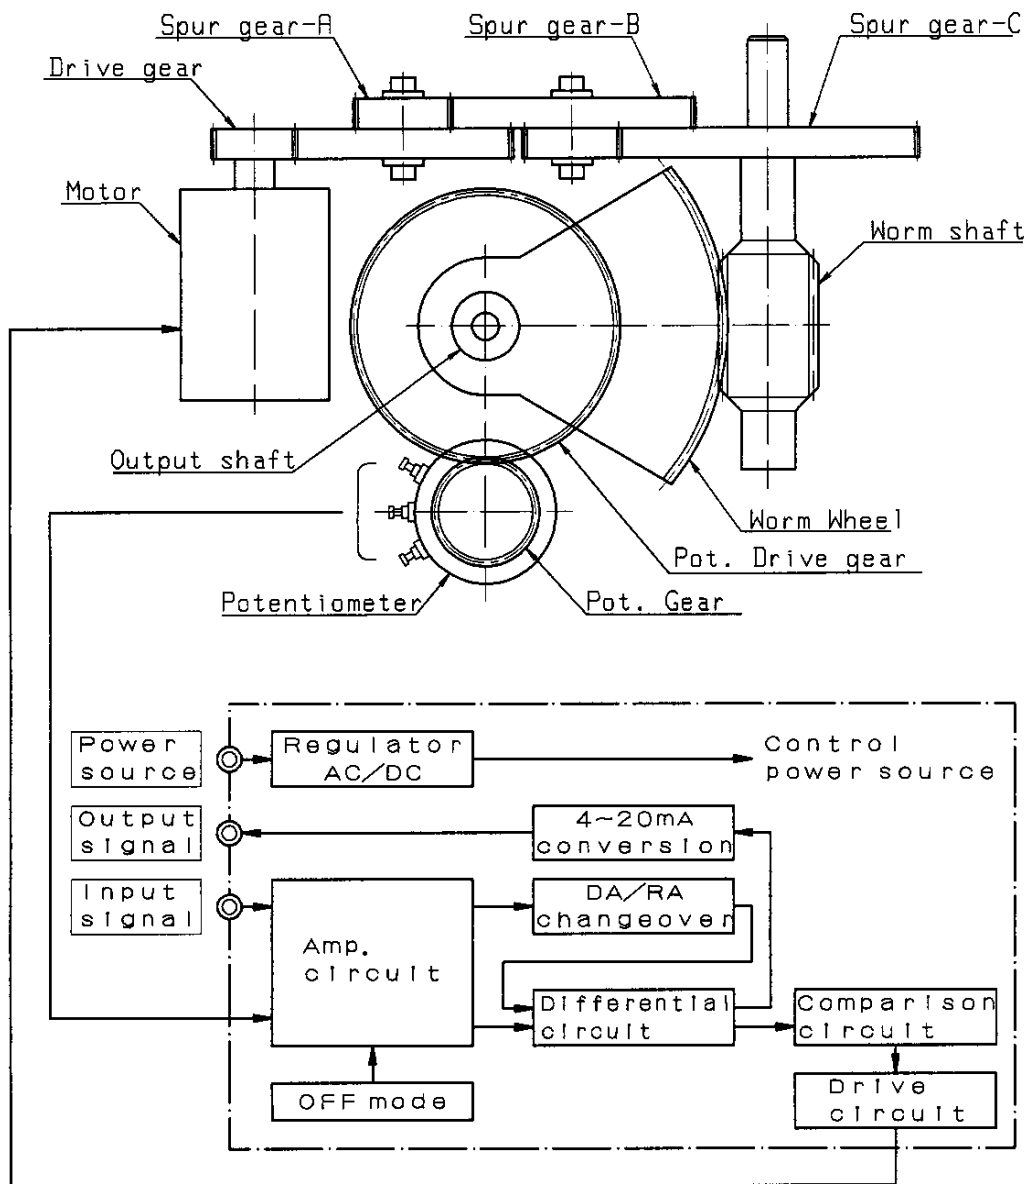 Spur gear-A
Spur gear-B
Spur gear-C
Drive gear
Motor
Worm shaft
Output shaft
Worm Wheel
Pot. Drive gear
Potentiometer
Pot. Gear
Power
source
Regulator
AC/DC
Control
power source
Output
signal
4~20mA
conversion
Input
signal
DA/RA
changeover
Amp.
circuit
Differential
circuit
Comparison
circuit
OFF mode
Drive
circuit